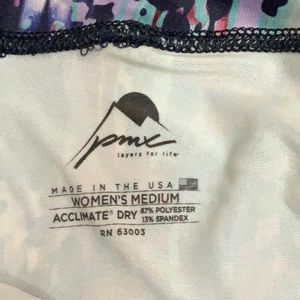 pmx
layers for life
MADE IN THE USA
WOMEN'S MEDIUM
ACCLIMATE® DRY 87% POLYESTER
13% SPANDEX
RN 63003